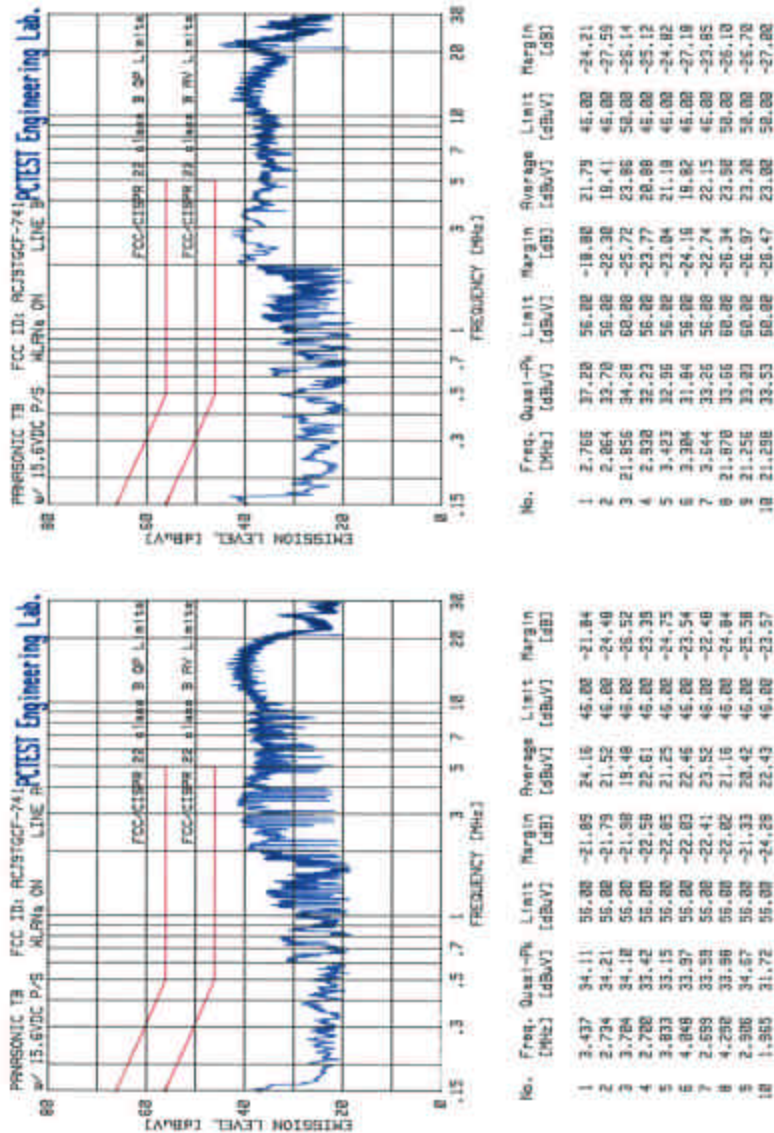 PANASONIC TB FCC ID: ACJ9TGCF-741 PCTEST Engineering Lab.
w/ 15.6VDC P/S WLANa ON LINE A
80
60
40
20
0
EMISSION LEVEL [dBuV]
FCC/CISPR 22 class B QP Limits
FCC/CISPR 22 class B AV Limits
.15 .3 .5 .7 1 3 5 7 10 20 30
FREQUENCY [MHz]
No. Freq. Quasi-Pk Limit Margin Average Limit Margin
[MHz] [dBuV] [dB] [dBuV] [dB]
1 3.437 34.11 56.00 -21.89 24.16 46.00 -21.84
2 2.734 34.21 56.00 -21.79 21.52 46.00 -24.48
3 3.704 34.10 56.00 -21.90 19.48 46.00 -26.52
4 2.700 33.42 56.00 -22.58 22.61 46.00 -23.39
5 3.833 33.15 56.00 -22.85 21.25 46.00 -24.75
6 4.048 33.97 56.00 -22.03 22.46 46.00 -23.54
7 2.699 33.59 56.00 -22.41 23.52 46.00 -22.48
8 4.290 33.98 56.00 -22.02 21.16 46.00 -24.84
9 2.906 34.67 56.00 -21.33 20.42 46.00 -25.58
10 1.965 31.72 56.00 -24.28 22.43 46.00 -23.57
PANASONIC TB FCC ID: ACJ9TGCF-741 PCTEST Engineering Lab.
w/ 15.6VDC P/S WLANa ON LINE B
80
60
40
20
0
EMISSION LEVEL [dBuV]
FCC/CISPR 22 class B QP Limits
FCC/CISPR 22 class B AV Limits
.15 .3 .5 .7 1 3 5 7 10 20 30
FREQUENCY [MHz]
No. Freq. Quasi-Pk Limit Margin Average Limit Margin
[MHz] [dBuV] [dB] [dBuV] [dB]
1 2.766 37.20 56.00 -18.80 21.79 46.00 -24.21
2 2.864 33.70 56.00 -22.30 18.41 46.00 -27.59
3 21.856 34.28 60.00 -25.72 23.86 50.00 -26.14
4 2.930 32.23 56.00 -23.77 20.88 46.00 -25.12
5 3.423 32.96 56.00 -23.04 21.18 46.00 -24.82
6 3.304 31.84 56.00 -24.16 18.82 46.00 -27.18
7 3.644 33.26 56.00 -22.74 22.15 46.00 -23.85
8 21.870 33.66 60.00 -26.34 23.90 50.00 -26.10
9 21.256 33.03 60.00 -26.97 23.30 50.00 -26.70
10 21.298 33.53 60.00 -26.47 23.00 50.00 -27.00